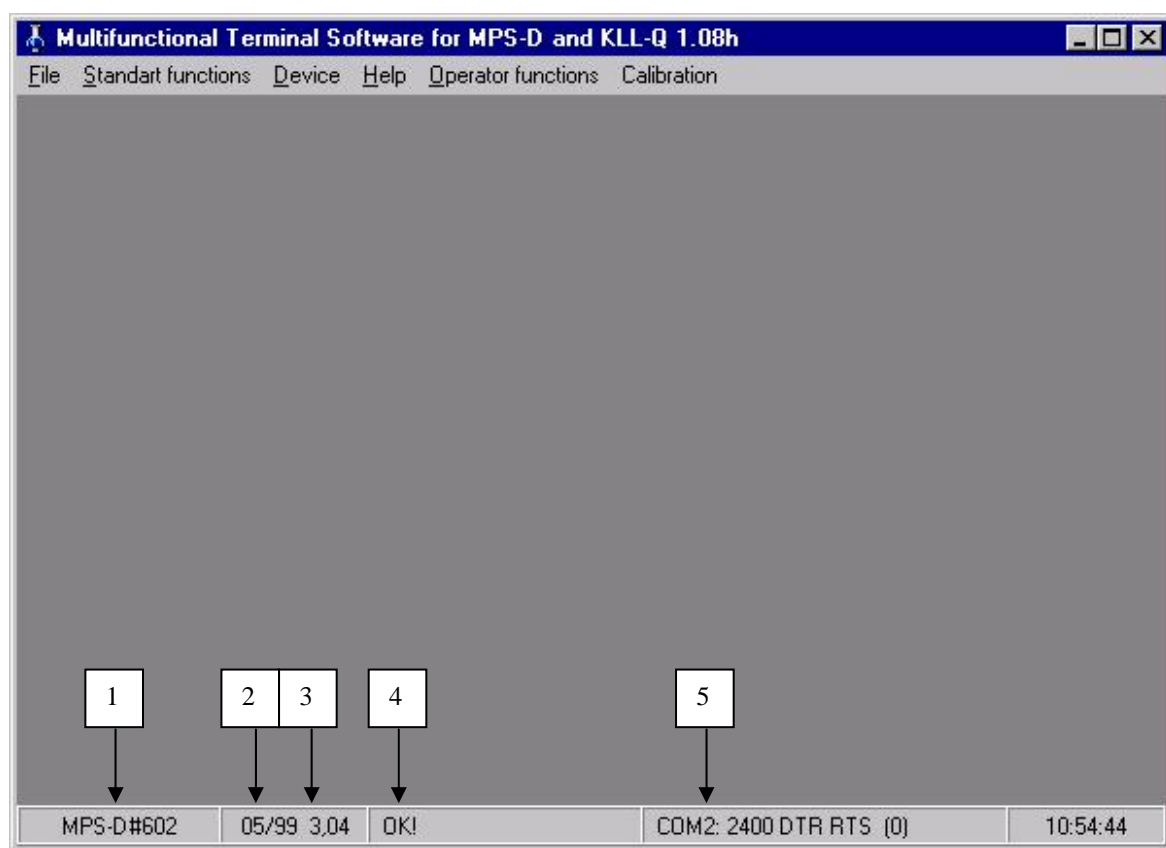 Multifunctional Terminal Software for MPS-D and KLL-Q 1.08h
File Standart functions Device Help Operator functions Calibration
1 2 3 4 5
MPS-D#602 05/99 3,04 OK! COM2: 2400 DTR RTS (0) 10:54:44